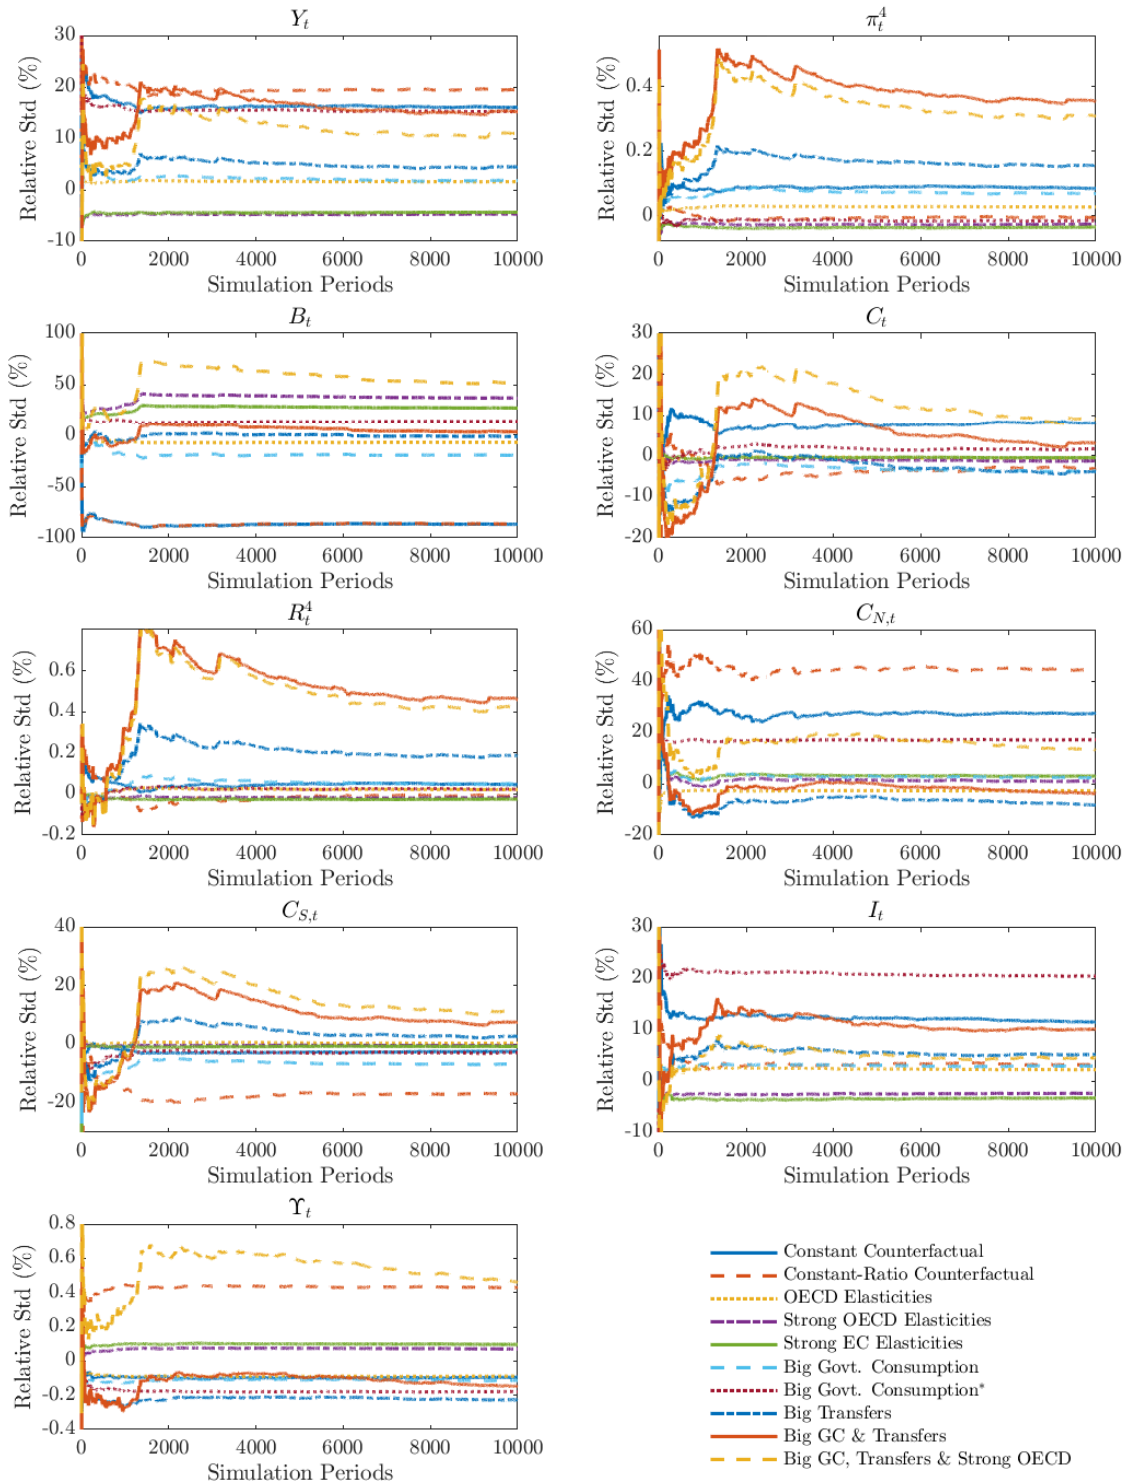 Y_t
Relative Std (%)
30
20
10
0
-10
0 2000 4000 6000 8000 10000
Simulation Periods
π_t^4
Relative Std (%)
0.4
0.2
0
0 2000 4000 6000 8000 10000
Simulation Periods
B_t
Relative Std (%)
100
50
0
-50
-100
0 2000 4000 6000 8000 10000
Simulation Periods
C_t
Relative Std (%)
30
20
10
0
-10
-20
0 2000 4000 6000 8000 10000
Simulation Periods
R_t^4
Relative Std (%)
0.6
0.4
0.2
0
-0.2
0 2000 4000 6000 8000 10000
Simulation Periods
C_{N,t}
Relative Std (%)
60
40
20
0
-20
0 2000 4000 6000 8000 10000
Simulation Periods
C_{S,t}
Relative Std (%)
40
20
0
-20
0 2000 4000 6000 8000 10000
Simulation Periods
I_t
Relative Std (%)
30
20
10
0
-10
0 2000 4000 6000 8000 10000
Simulation Periods
Υ_t
Relative Std (%)
0.8
0.6
0.4
0.2
0
-0.2
-0.4
0 2000 4000 6000 8000 10000
Simulation Periods
Constant Counterfactual
Constant-Ratio Counterfactual
OECD Elasticities
Strong OECD Elasticities
Strong EC Elasticities
Big Govt. Consumption
Big Govt. Consumption*
Big Transfers
Big GC & Transfers
Big GC, Transfers & Strong OECD